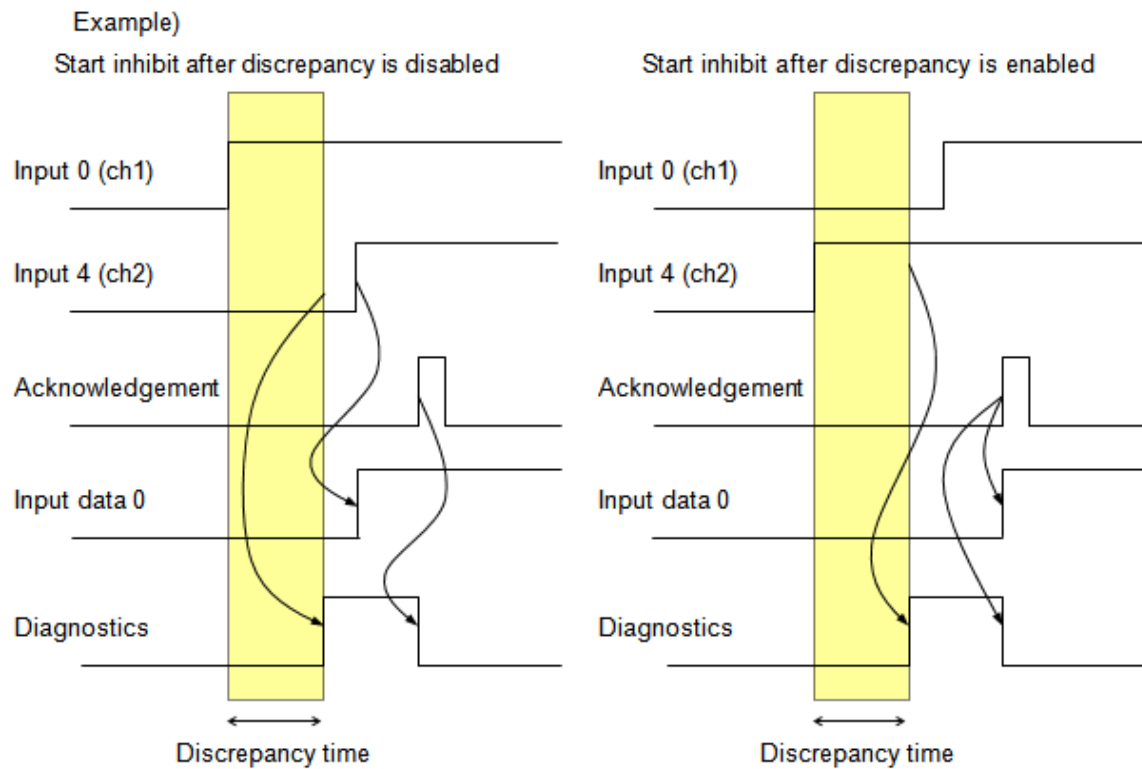 Example)
Start inhibit after discrepancy is disabled
Input 0 (ch1)
Input 4 (ch2)
Acknowledgement
Input data 0
Diagnostics
Discrepancy time
Start inhibit after discrepancy is enabled
Input 0 (ch1)
Input 4 (ch2)
Acknowledgement
Input data 0
Diagnostics
Discrepancy time